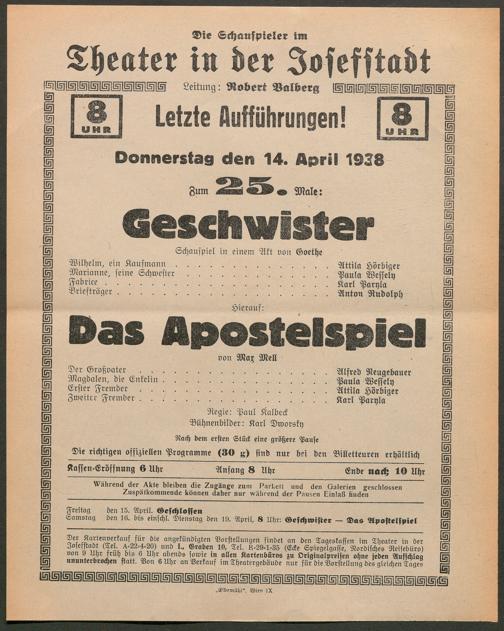 Die Schauspieler im
Theater in der Josefstadt
Leitung: Robert Valberg
8 UHR
Letzte Aufführungen!
8 UHR
Donnerstag den 14. April 1938
Zum 25. Male:
Geschwister
Schauspiel in einem Akt von Goethe
Wilhelm, ein Kaufmann . . . . . . . . . . . . Attila Hörbiger
Marianne, seine Schwester . . . . . . . . . . . . Paula Wessely
Fabrice . . . . . . . . . . . . Karl Paryla
Briefträger . . . . . . . . . . . . Anton Rudolph
Hierauf:
Das Apostelspiel
von Max Mell
Der Großvater . . . . . . . . . . . . Alfred Neugebauer
Magdalen, die Enkelin . . . . . . . . . . . . Paula Wessely
Erster Fremder . . . . . . . . . . . . Attila Hörbiger
Zweiter Fremder . . . . . . . . . . . . Karl Paryla
Regie: Paul Kalbeck
Bühnenbilder: Karl Dworsky
Nach dem ersten Stück eine größere Pause
Die richtigen offiziellen Programme (30 g) sind nur bei den Billetteuren erhältlich
Kassen-Eröffnung 6 Uhr Anfang 8 Uhr Ende nach 10 Uhr
Während der Akte bleiben die Zugänge zum Parkett und den Galerien geschlossen
Zuspätkommende können daher nur während der Pausen Einlaß finden
Freitag den 15. April. Geschlossen
Samstag den 16. bis einschl. Dienstag den 19. April, 8 Uhr: Geschwister — Das Apostelspiel
Der Kartenverkauf für die angekündigten Vorstellungen findet an den Tageskassen im Theater in der
Josefstadt (Tel. A-22-4-20) und I., Graben 10, Tel. R-29-1-35 (Ecke Spiegelgasse, Nordisches Reisebüro)
von 9 Uhr früh bis 6 Uhr abends sowie in allen Kartenbüros zu Originalpreisen ohne jeden Aufschlag
ununterbrochen statt. Von 6 Uhr an Verkauf im Theatergebäude nur für die Vorstellung des gleichen Tages
„Elbemühl", Wien IX